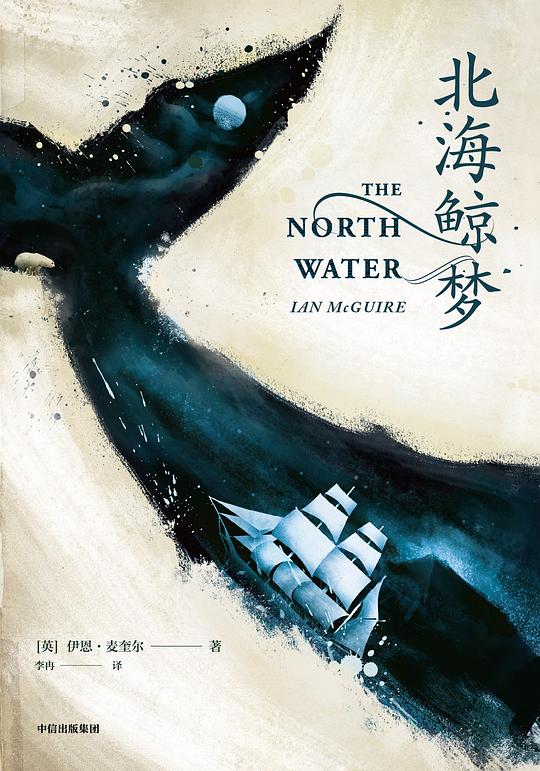 北海鲸梦
THE
NORTH
WATER
IAN McGUIRE
[英] 伊恩·麦奎尔 ——— 著
李冉 ——— 译
中信出版集团